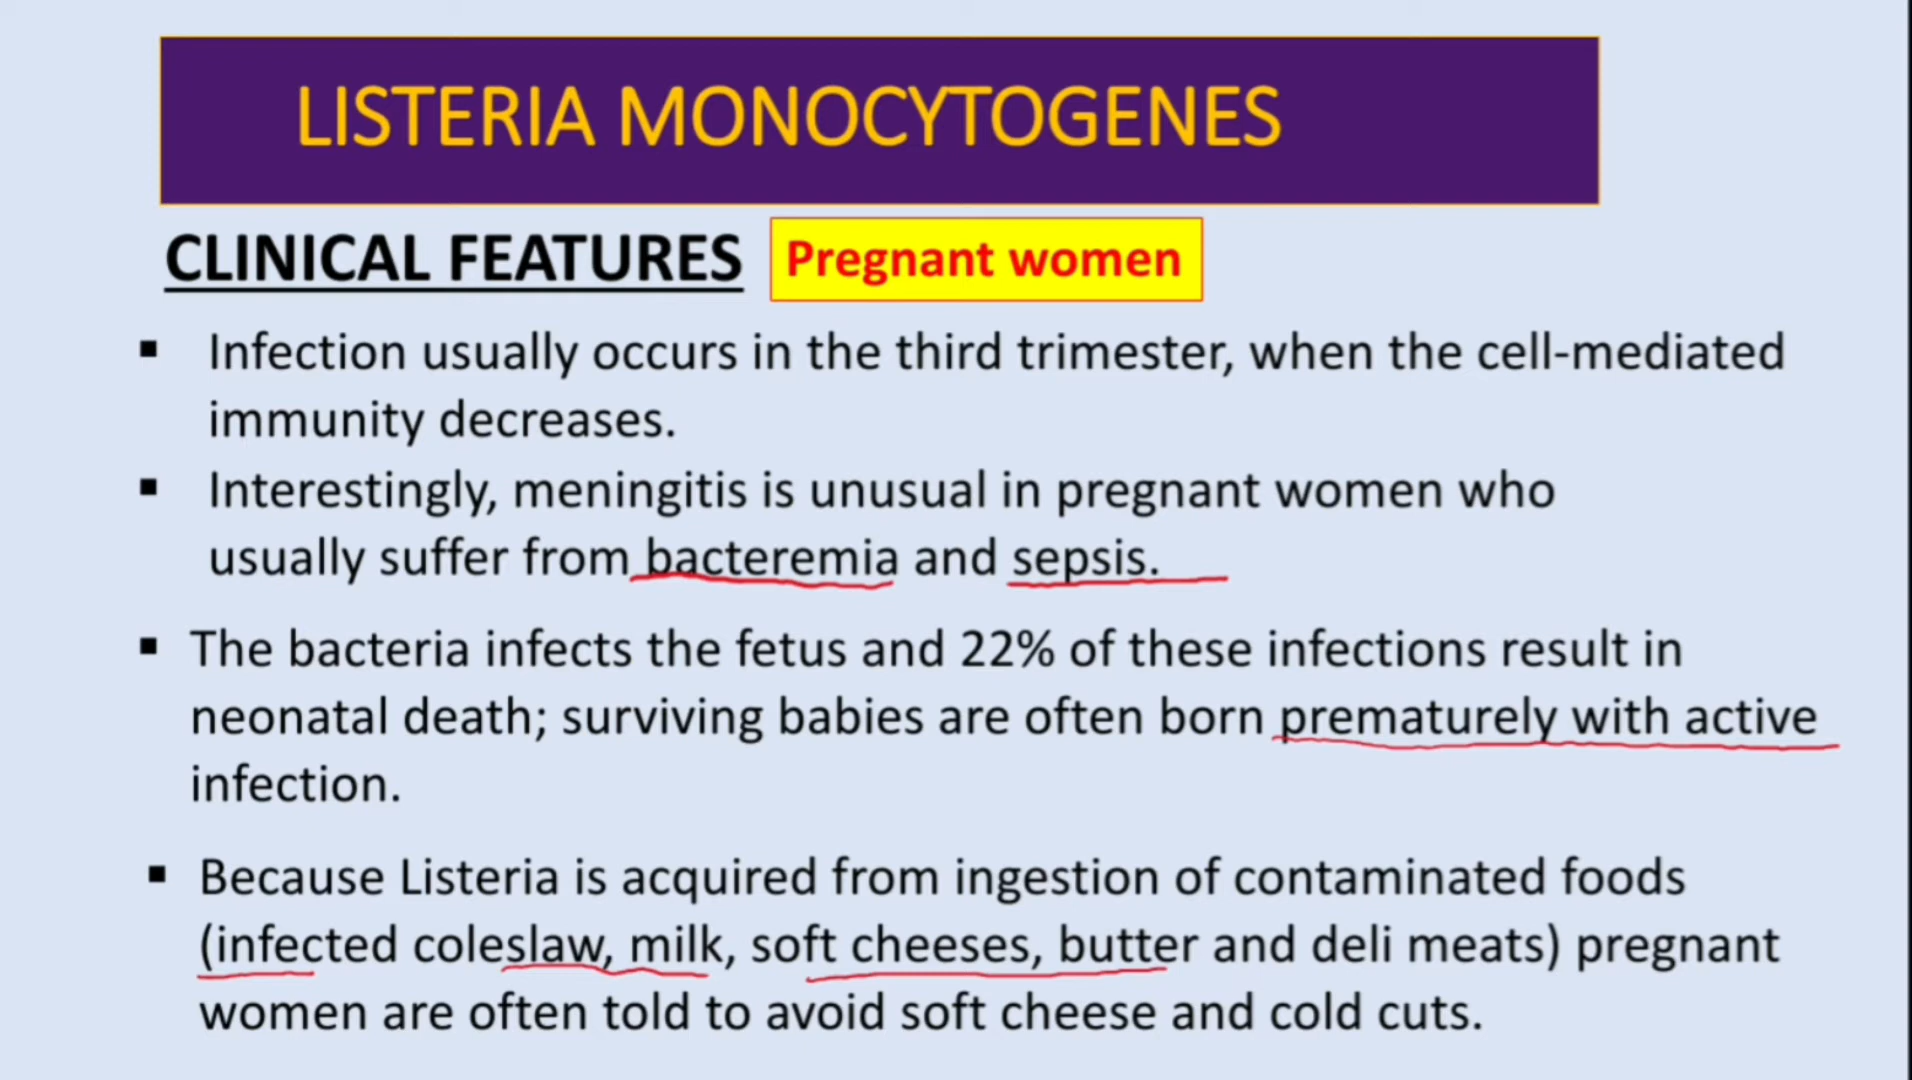 LISTERIA MONOCYTOGENES
CLINICAL FEATURES Pregnant women
▪ Infection usually occurs in the third trimester, when the cell-mediated
immunity decreases.
▪ Interestingly, meningitis is unusual in pregnant women who
usually suffer from bacteremia and sepsis.
▪ The bacteria infects the fetus and 22% of these infections result in
neonatal death; surviving babies are often born prematurely with active
infection.
▪ Because Listeria is acquired from ingestion of contaminated foods
(infected coleslaw, milk, soft cheeses, butter and deli meats) pregnant
women are often told to avoid soft cheese and cold cuts.